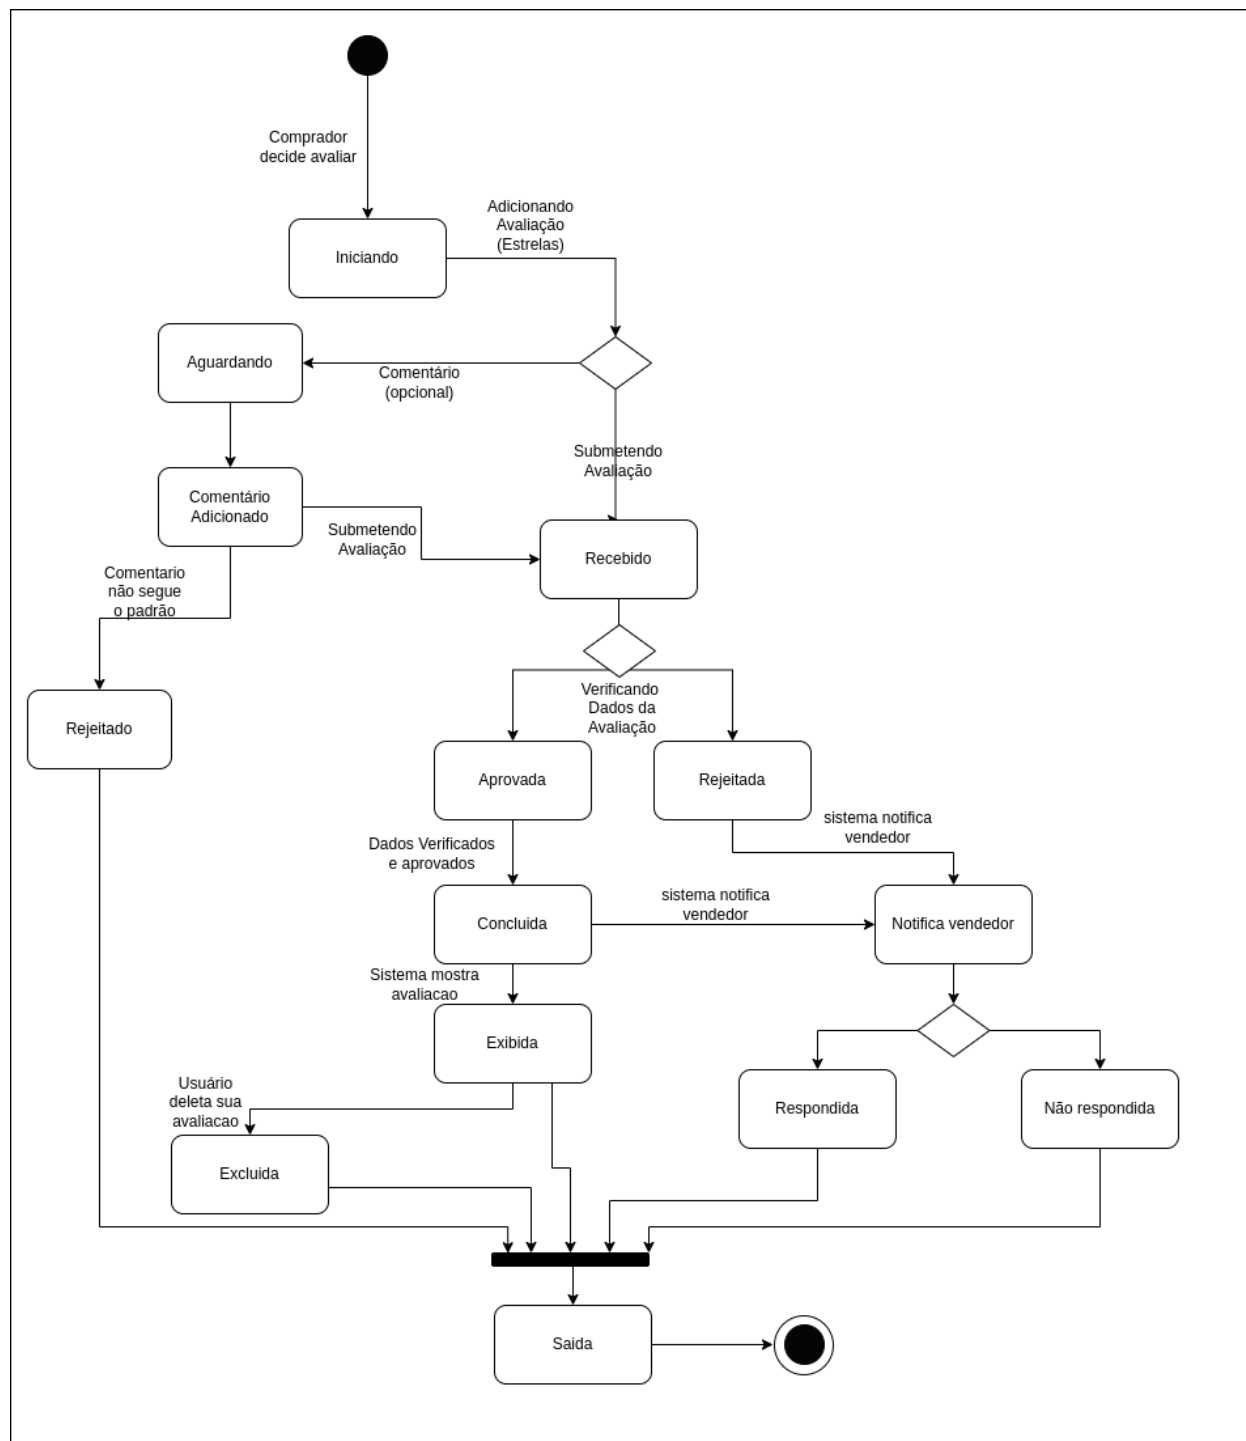 Comprador
decide avaliar
Adicionando
Avaliação
(Estrelas)
Iniciando
Aguardando
Comentário
(opcional)
Submetendo
Avaliação
Comentário
Adicionado
Submetendo
Avaliação
Recebido
Comentario
não segue
o padrão
Rejeitado
Verificando
Dados da
Avaliação
Aprovada
Rejeitada
sistema notifica
vendedor
Dados Verificados
e aprovados
Concluida
sistema notifica
vendedor
Notifica vendedor
Sistema mostra
avaliacao
Exibida
Usuário
deleta sua
avaliacao
Respondida
Não respondida
Excluida
Saida